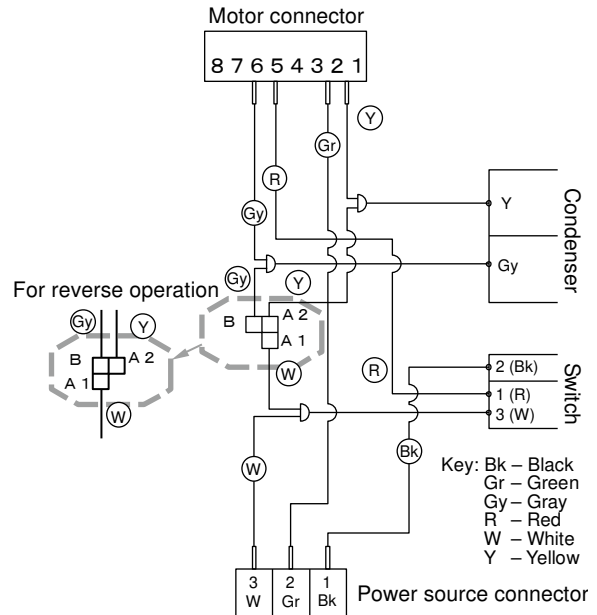 Motor connector
8 7 6 5 4 3 2 1
Y
Gr
R
Gy
Y
Condenser
Gy
Gy
Y
For reverse operation
Gy
Y
B
A 2
A 1
W
B
A 2
A 1
W
R
2 (Bk)
1 (R)
3 (W)
Switch
Bk
W
Key: Bk – Black
Gr – Green
Gy – Gray
R – Red
W – White
Y – Yellow
3
W
2
Gr
1
Bk
Power source connector